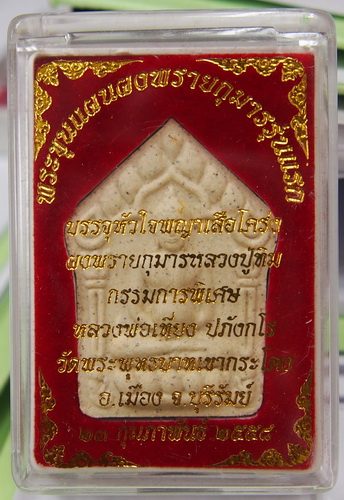 พระขุนแผนผงพรายกุมารรุ่นแรก
บรรจุหัวใจพญาเสือโคร่ง
ผงพรายกุมารหลวงปู่ทิม
กรรมการพิเศษ
หลวงพ่อเที่ยง ปภังกโร
วัดพระพุทธบาทเขากระโดง
อ.เมือง จ.บุรีรัมย์
๒๓ กุมภาพันธ์ ๒๕๕๘